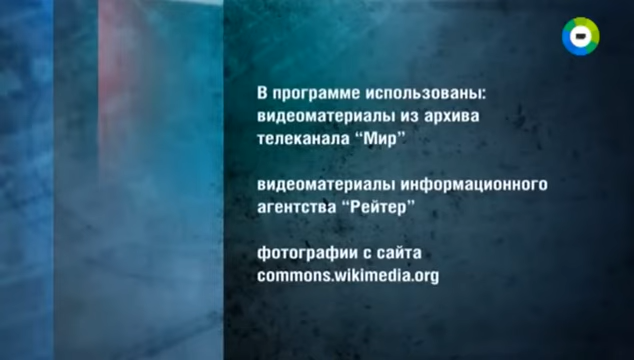 В программе использованы:
видеоматериалы из архива
телеканала “Мир”
видеоматериалы информационного
агентства “Рейтер”
фотографии с сайта
commons.wikimedia.org